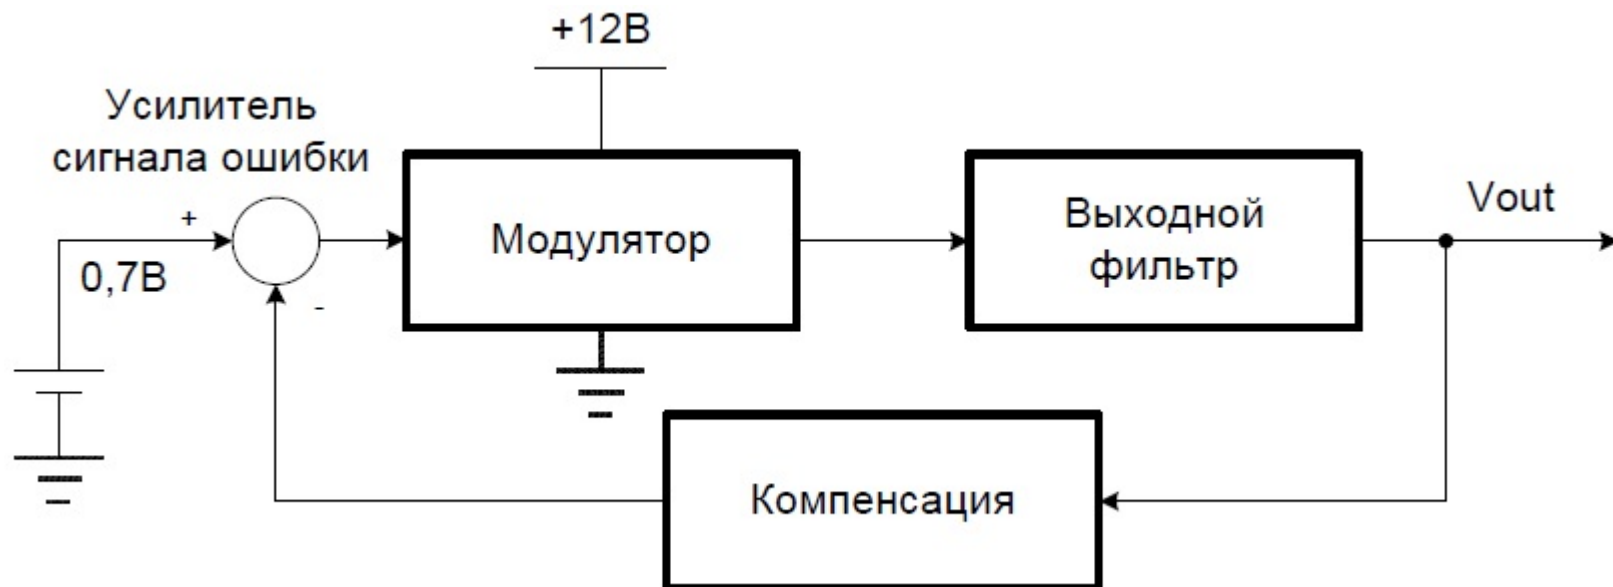 +12В
Усилитель
сигнала ошибки
+
0,7В
-
Модулятор
Выходной
фильтр
Vout
Компенсация